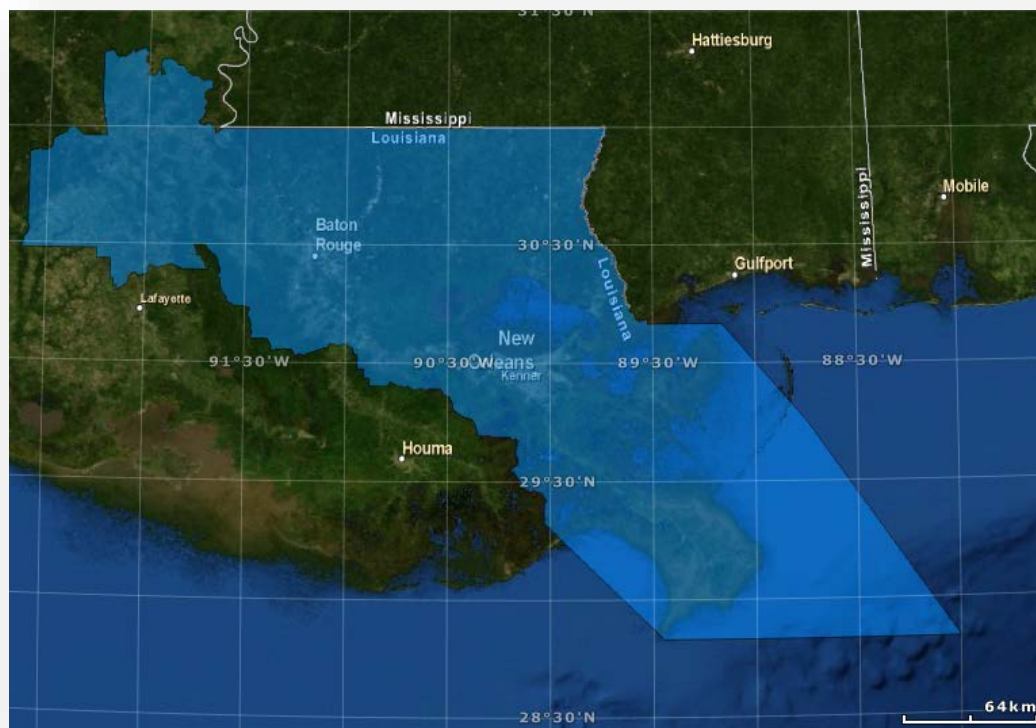 31°30'N
Hattiesburg
Mississippi
Louisiana
Mississippi
Mobile
Baton
Rouge
30°30'N
Gulfport
Louisiana
Lafayette
New
Orleans
91°30'W
90°30'W
89°30'W
88°30'W
Kenner
Houma
29°30'N
64km
28°30'N